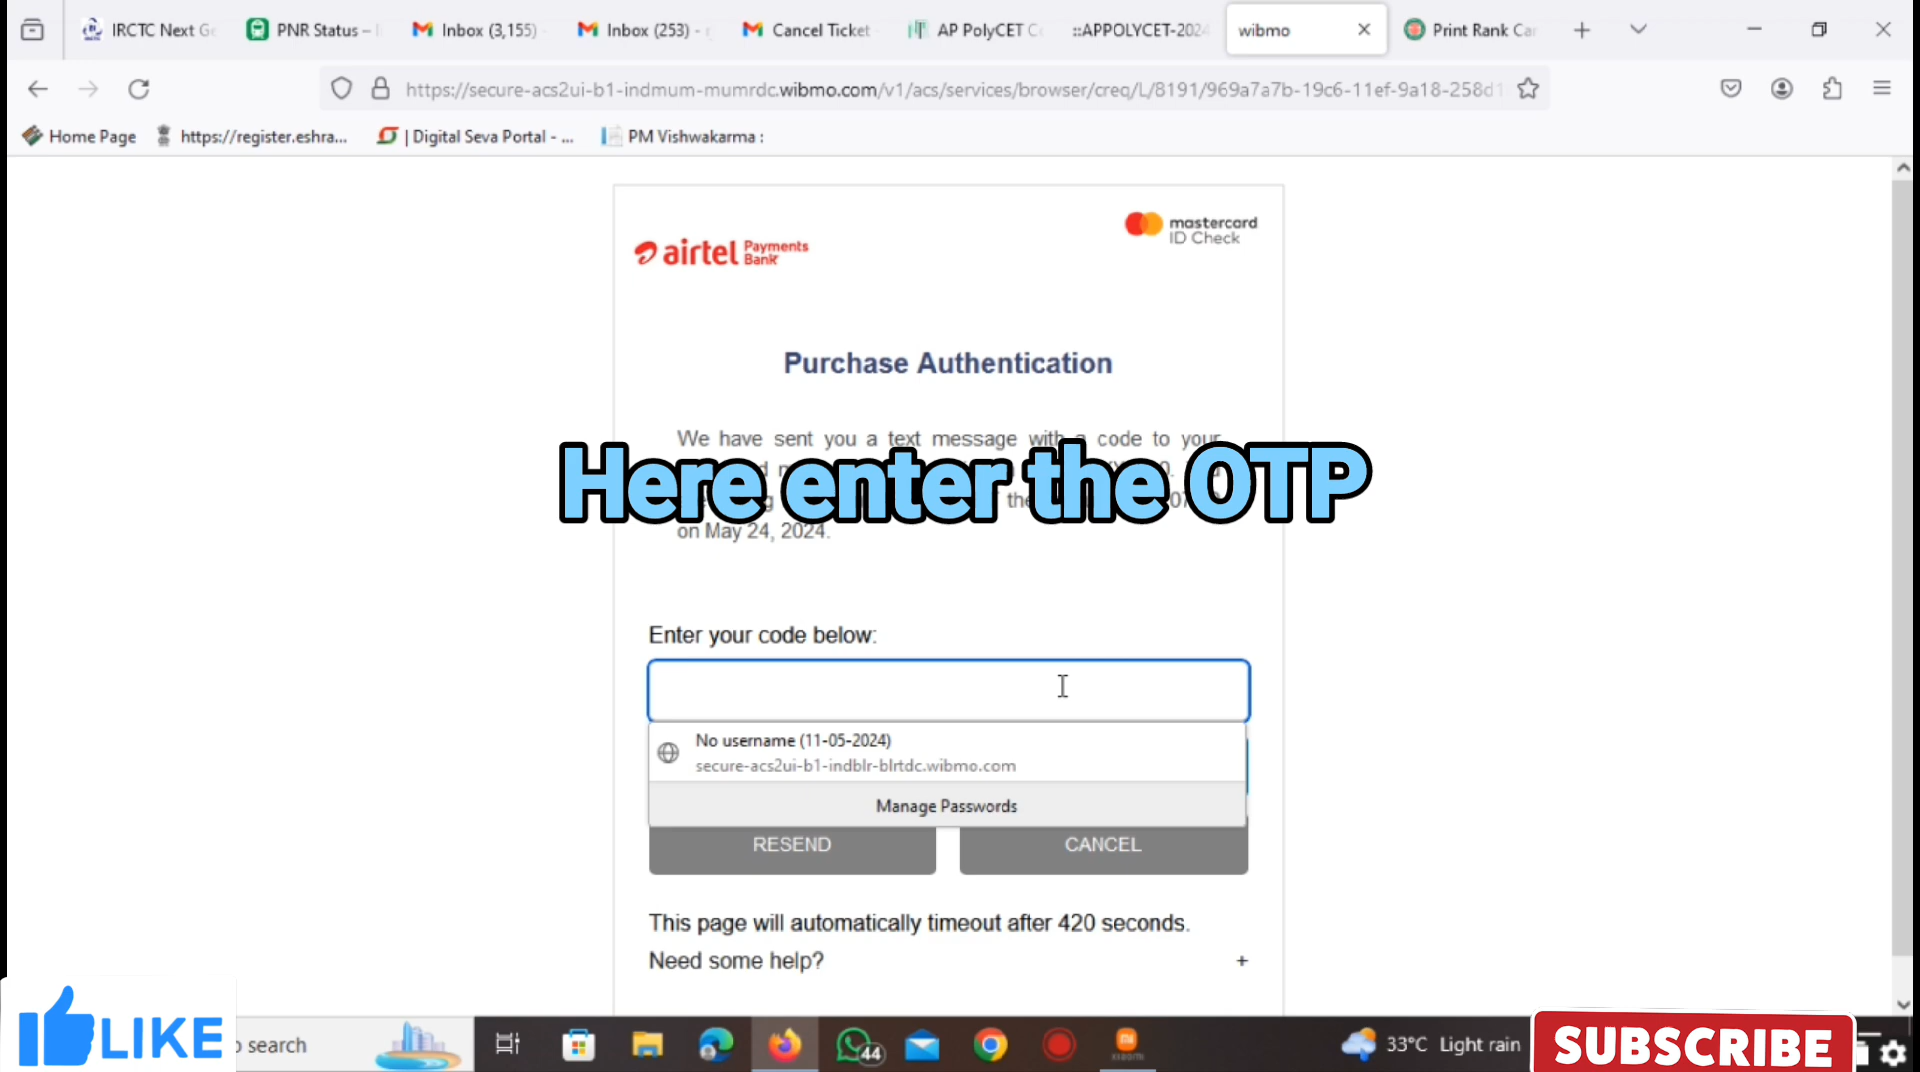 IRCTC Next Ge
PNR Status –
Inbox (3,155)
Inbox (253) -
Cancel Ticket
AP PolyCET C
::APPOLYCET-2024
wibmo
Print Rank Car
https://secure-acs2ui-b1-indmum-mumrdc.wibmo.com/v1/acs/services/browser/creq/L/8191/969a7a7b-19c6-11ef-9a18-258d1
Home Page
https://register.eshra...
| Digital Seva Portal - ...
PM Vishwakarma :
airtel Payments Bank
mastercard
ID Check
Purchase Authentication
We have sent you a text message with a code to your
Here enter the OTP
on May 24, 2024.
Enter your code below:
No username (11-05-2024)
secure-acs2ui-b1-indblr-blrtdc.wibmo.com
Manage Passwords
RESEND
CANCEL
This page will automatically timeout after 420 seconds.
Need some help?
+
LIKE
search
44
xiaomi
33°C Light rain
SUBSCRIBE